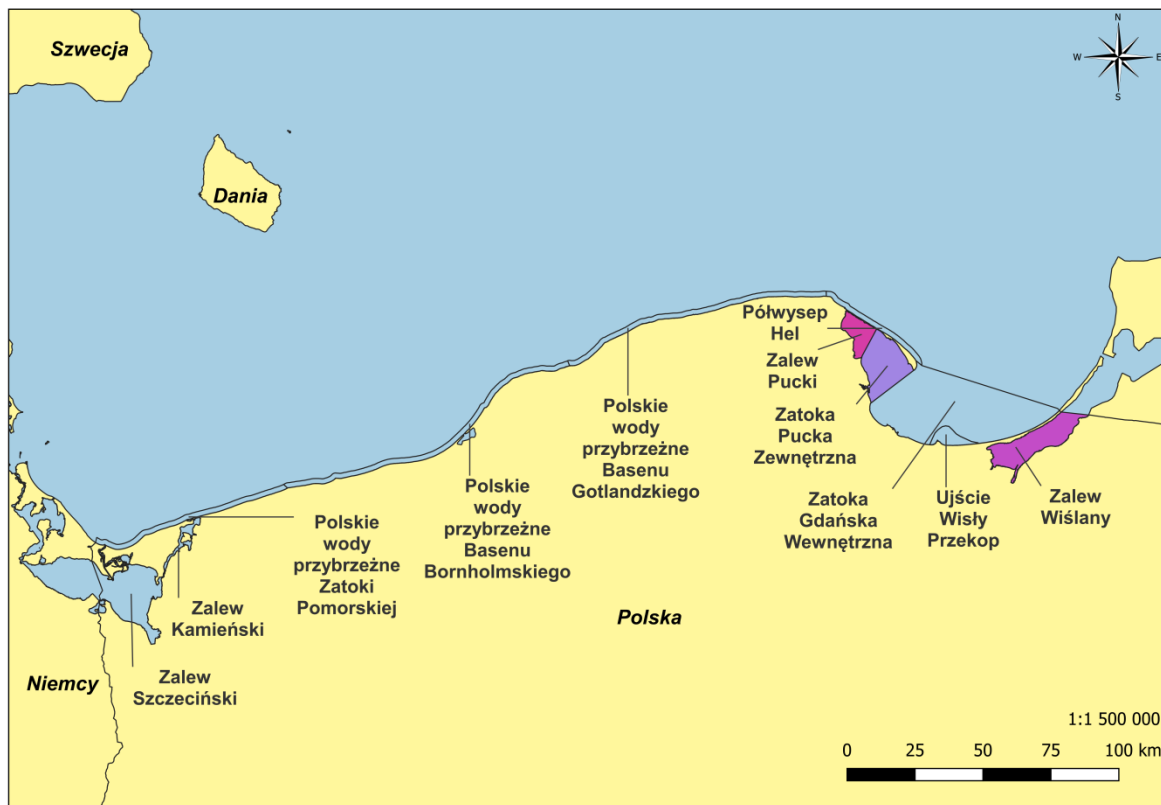 Szwecja
N
W
E
S
Dania
Półwysep
Hel
Zalew
Pucki
Zatoka
Pucka
Zewnętrzna
Polskie
wody
przybrzeżne
Basenu
Gotlandzkiego
Polskie
wody
przybrzeżne
Basenu
Bornholmskiego
Zatoka
Gdańska
Wewnętrzna
Ujście
Wisły
Przekop
Zalew
Wiślany
Polskie
wody
przybrzeżne
Zatoki
Pomorskiej
Zalew
Kamieński
Polska
Zalew
Szczeciński
Niemcy
1:1 500 000
0 25 50 75 100 km